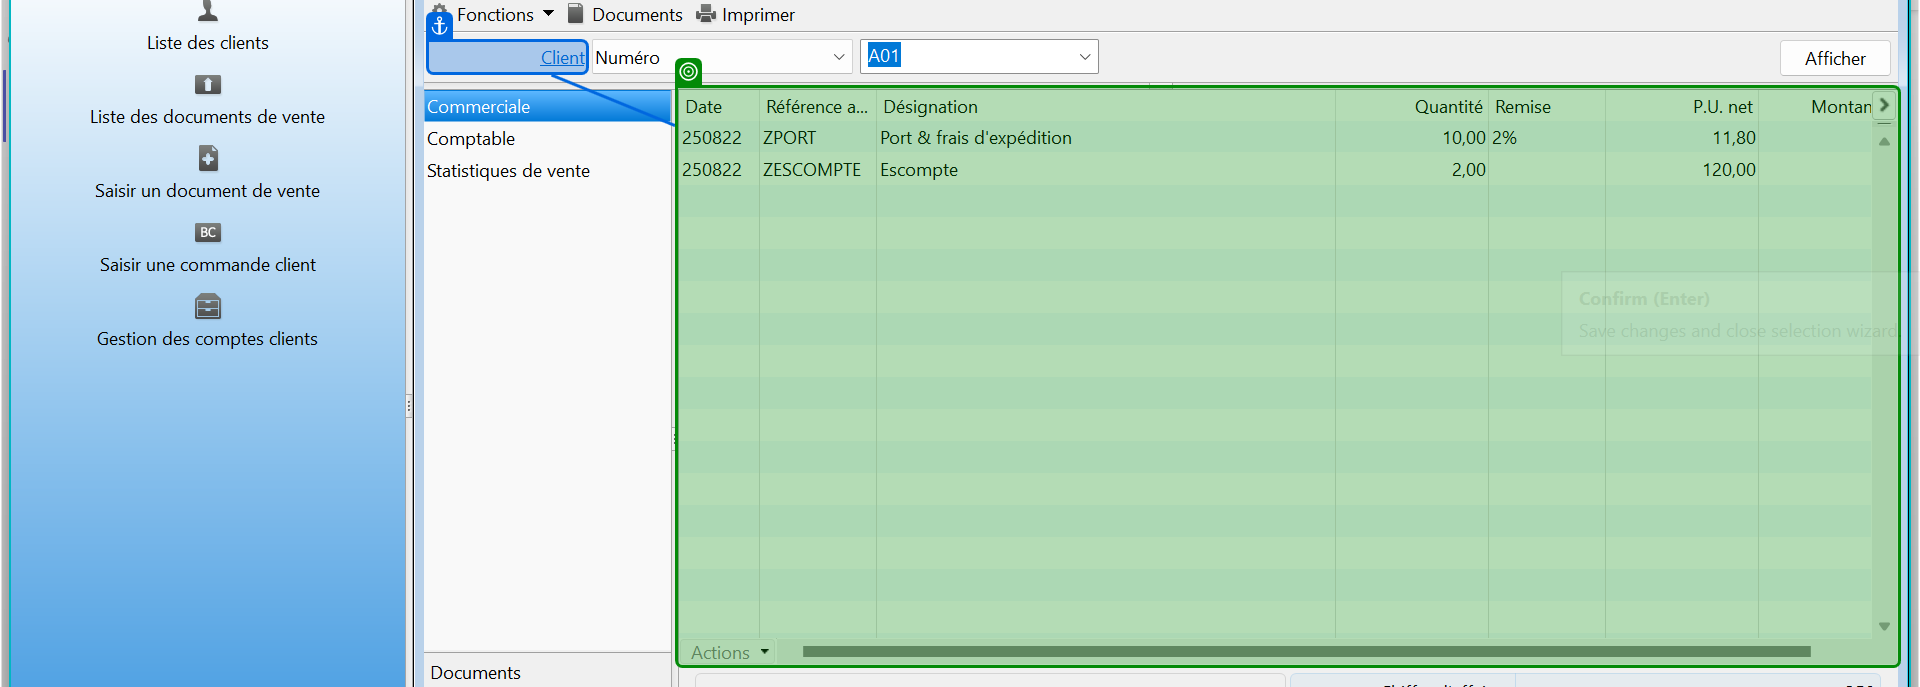 Liste des clients
Liste des documents de vente
Saisir un document de vente
BC
Saisir une commande client
Gestion des comptes clients
Fonctions Documents Imprimer
Client Numéro A01 Afficher
Commerciale
Comptable
Statistiques de vente
Documents
Date Référence a... Désignation Quantité Remise P.U. net Montan
250822 ZPORT Port & frais d'expédition 10,00 2% 11,80
250822 ZESCOMPTE Escompte 2,00 120,00
Confirm (Enter)
Save changes and close selection wizard.
Actions